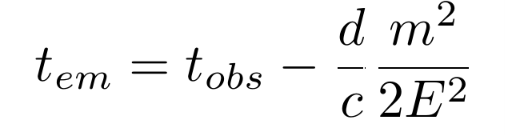 t_{em} = t_{obs} - \frac{d}{c} \frac{m^2}{2E^2}